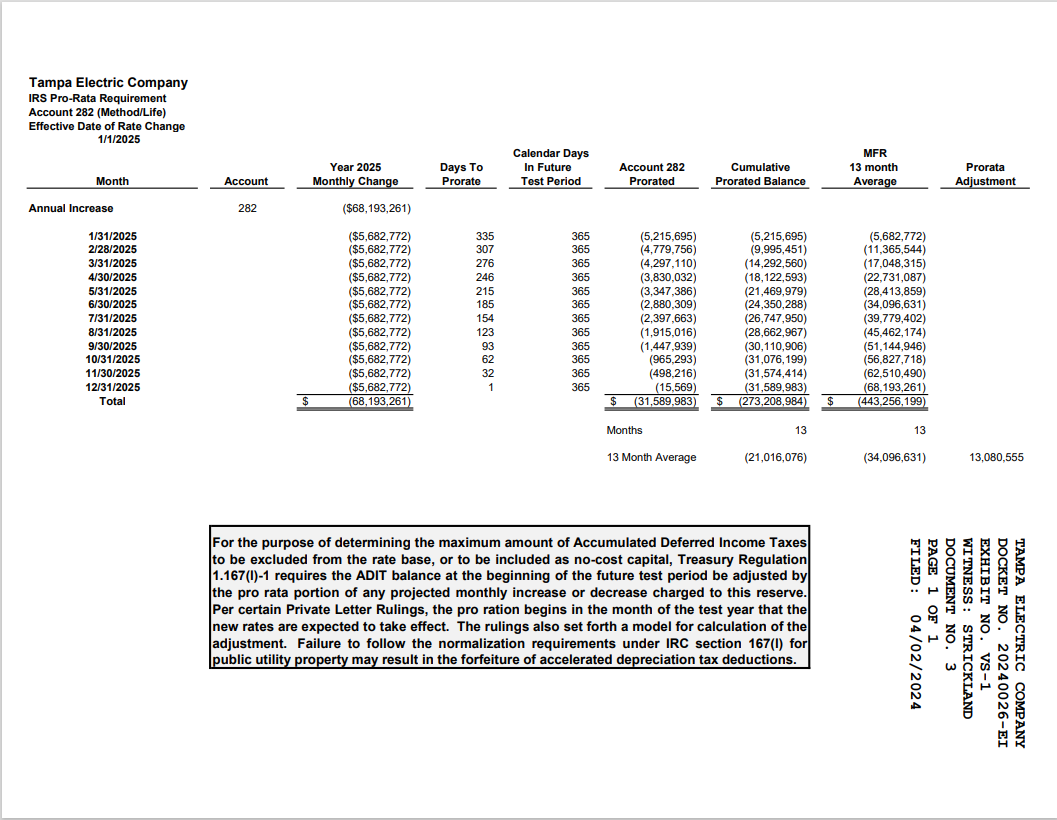 Tampa Electric Company
IRS Pro-Rata Requirement
Account 282 (Method/Life)
Effective Date of Rate Change
1/1/2025
Month Account Year 2025 Monthly Change Days To Prorate Calendar Days In Future Test Period Account 282 Prorated Cumulative Prorated Balance MFR 13 month Average Prorata Adjustment
Annual Increase 282 ($68,193,261)
1/31/2025 ($5,682,772) 335 365 (5,215,695) (5,215,695) (5,682,772)
2/28/2025 ($5,682,772) 307 365 (4,779,756) (9,995,451) (11,365,544)
3/31/2025 ($5,682,772) 276 365 (4,297,110) (14,292,560) (17,048,315)
4/30/2025 ($5,682,772) 246 365 (3,830,032) (18,122,593) (22,731,087)
5/31/2025 ($5,682,772) 215 365 (3,347,386) (21,469,979) (28,413,859)
6/30/2025 ($5,682,772) 185 365 (2,880,309) (24,350,288) (34,096,631)
7/31/2025 ($5,682,772) 154 365 (2,397,663) (26,747,950) (39,779,402)
8/31/2025 ($5,682,772) 123 365 (1,915,016) (28,662,967) (45,462,174)
9/30/2025 ($5,682,772) 93 365 (1,447,939) (30,110,906) (51,144,946)
10/31/2025 ($5,682,772) 62 365 (965,293) (31,076,199) (56,827,718)
11/30/2025 ($5,682,772) 32 365 (498,216) (31,574,414) (62,510,490)
12/31/2025 ($5,682,772) 1 365 (15,569) (31,589,983) (68,193,261)
Total $ (68,193,261) $ (31,589,983) $ (273,208,984) $ (443,256,199)
Months 13 13
13 Month Average (21,016,076) (34,096,631) 13,080,555
For the purpose of determining the maximum amount of Accumulated Deferred Income Taxes
to be excluded from the rate base, or to be included as no-cost capital, Treasury Regulation
1.167(l)-1 requires the ADIT balance at the beginning of the future test period be adjusted by
the pro rata portion of any projected monthly increase or decrease charged to this reserve.
Per certain Private Letter Rulings, the pro ration begins in the month of the test year that the
new rates are expected to take effect. The rulings also set forth a model for calculation of the
adjustment. Failure to follow the normalization requirements under IRC section 167(l) for
public utility property may result in the forfeiture of accelerated depreciation tax deductions.
TAMPA ELECTRIC COMPANY
DOCKET NO. 20240026-EI
EXHIBIT NO. VS-1
WITNESS: STRICKLAND
DOCUMENT NO. 3
PAGE 1 OF 1
FILED: 04/02/2024